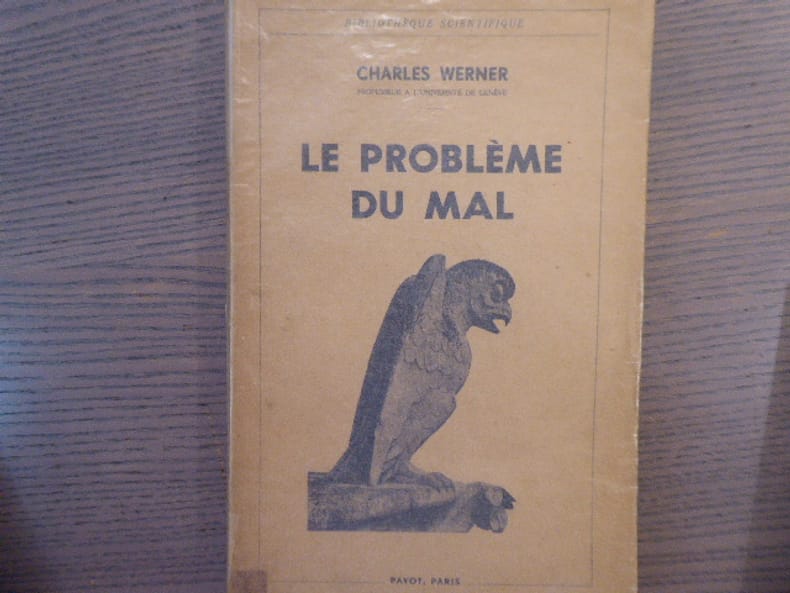 BIBLIOTHÈQUE SCIENTIFIQUE
CHARLES WERNER
PROFESSEUR A L'UNIVERSITÉ DE GENÈVE
LE PROBLÈME
DU MAL
PAYOT, PARIS